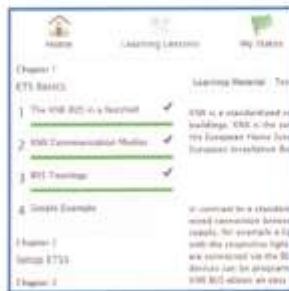 Home
Learning Lessons
My Status
Chapter 1
ETS Basics
Learning Material
1 The KNX BUS in a Nutshell ✔
2 KNX Communication Modes ✔
3 BUS Topology ✔
4 Simple Example
KNX is a standardized
buildings. KNX is the
the European Home
European Installation Bus
In contrast to a standard
wired connection between
supply, for example a
with the respective light
are connected via the BUS
devices can be programmed
KNX BUS allows an easy
Chapter 2
Setup ETS5
Chapter 3